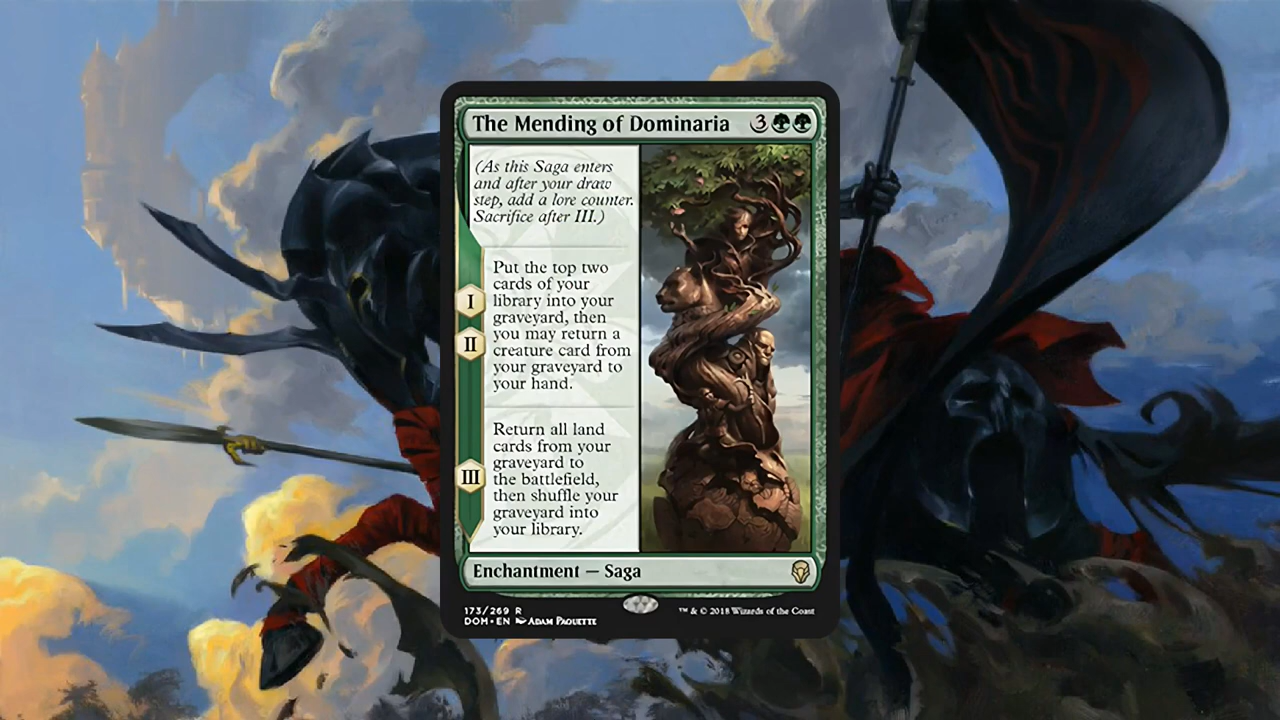 The Mending of Dominaria 3
(As this Saga enters
and after your draw
step, add a lore counter.
Sacrifice after III.)
I
II
Put the top two
cards of your
library into your
graveyard, then
you may return a
creature card from
your graveyard to
your hand.
III
Return all land
cards from your
graveyard to
the battlefield,
then shuffle your
graveyard into
your library.
Enchantment — Saga
173/269 R
DOM • EN Adam Paquette
™ & © 2018 Wizards of the Coast